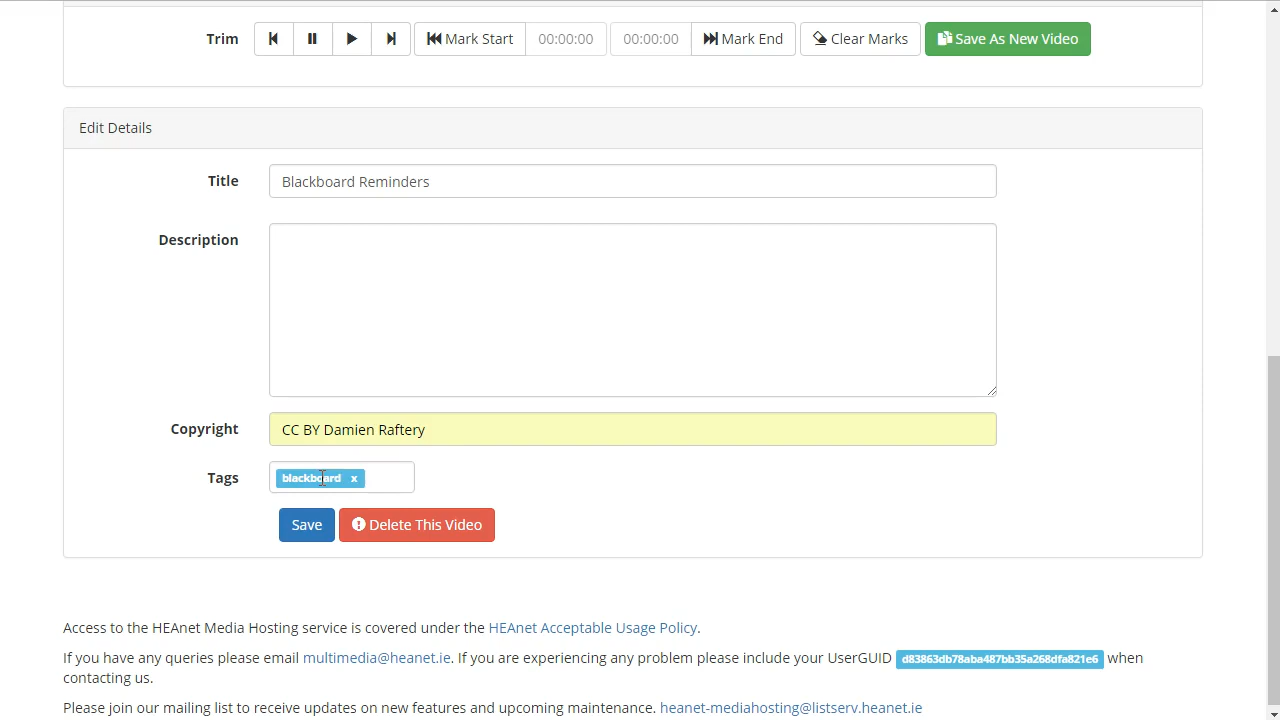 Trim Mark Start 00:00:00 00:00:00 Mark End Clear Marks Save As New Video
Edit Details
Title Blackboard Reminders
Description
Copyright CC BY Damien Raftery
Tags blackboard x
Save Delete This Video
Access to the HEAnet Media Hosting service is covered under the HEAnet Acceptable Usage Policy.
If you have any queries please email multimedia@heanet.ie. If you are experiencing any problem please include your UserGUID d83863db78aba487bb35a268dfa821e6 when
contacting us.
Please join our mailing list to receive updates on new features and upcoming maintenance. heanet-mediahosting@listserv.heanet.ie